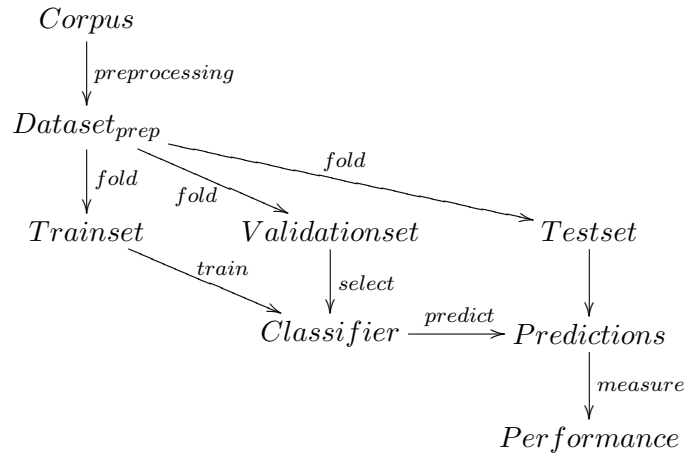 Corpus
preprocessing
Dataset_prep
fold
fold
fold
Trainset
Validationset
Testset
train
select
Classifier
predict
Predictions
measure
Performance